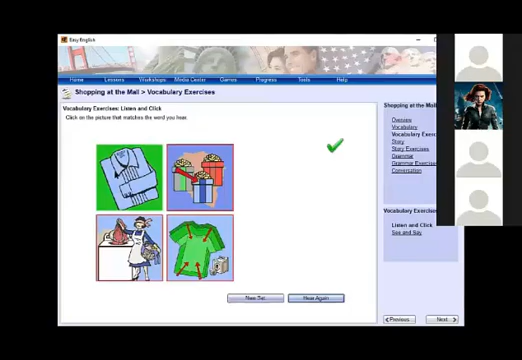 Easy English
Home Lessons Workshops Media Center Games Progress Tools Help
Shopping at the Mall > Vocabulary Exercises
Vocabulary Exercises: Listen and Click
Click on the picture that matches the word you hear.
New Set
Hear Again
Shopping at the Mall
Overview
Vocabulary
Vocabulary Exerc
Story
Story Exercises
Grammar
Grammar Exercises
Conversation
Vocabulary Exercises
Listen and Click
See and Say
Previous
Next